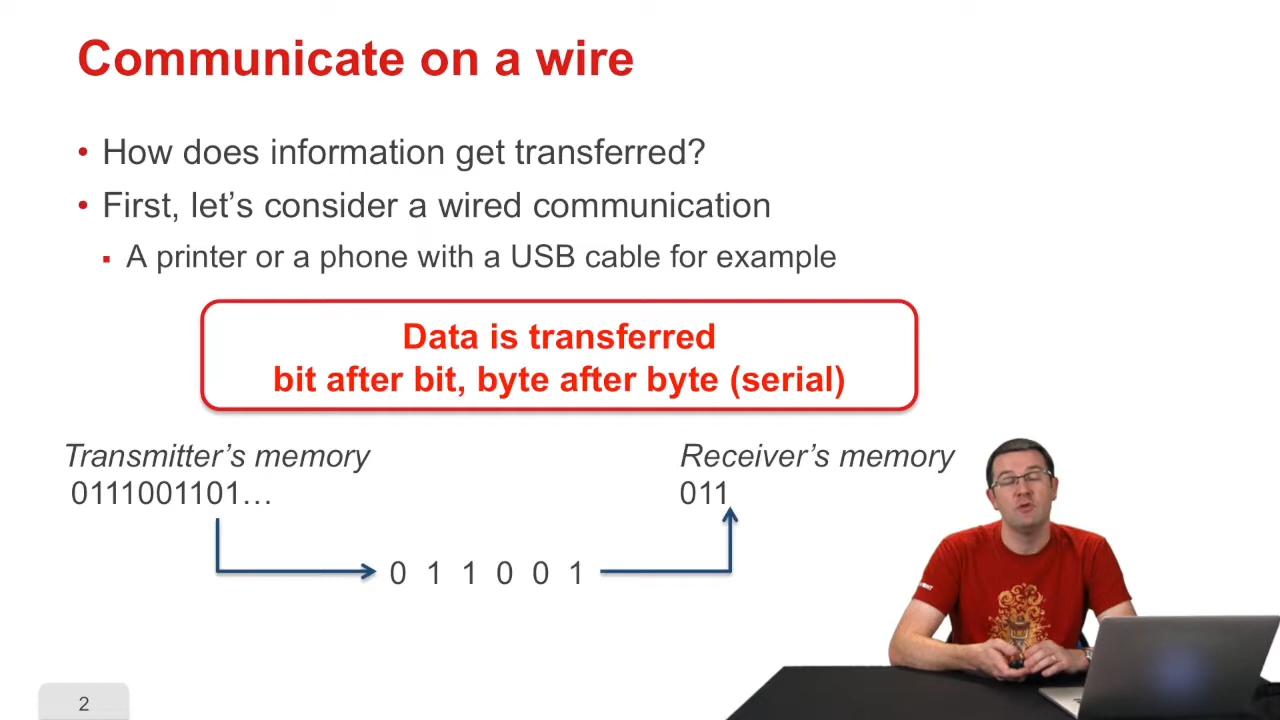 Communicate on a wire
• How does information get transferred?
• First, let’s consider a wired communication
▪ A printer or a phone with a USB cable for example
Data is transferred
bit after bit, byte after byte (serial)
Transmitter’s memory
Receiver’s memory
0111001101…
011
0 1 1 0 0 1
2